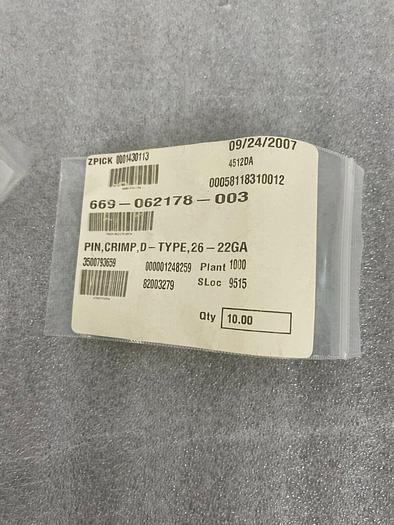 ZPICK 0001430113
09/24/2007
4512DA
00058118310012
669-062178-003
PIN,CRIMP,D-TYPE,26-22GA
3500793659 000001248259 Plant 1000
82003279 SLoc 9515
Qty 10.00